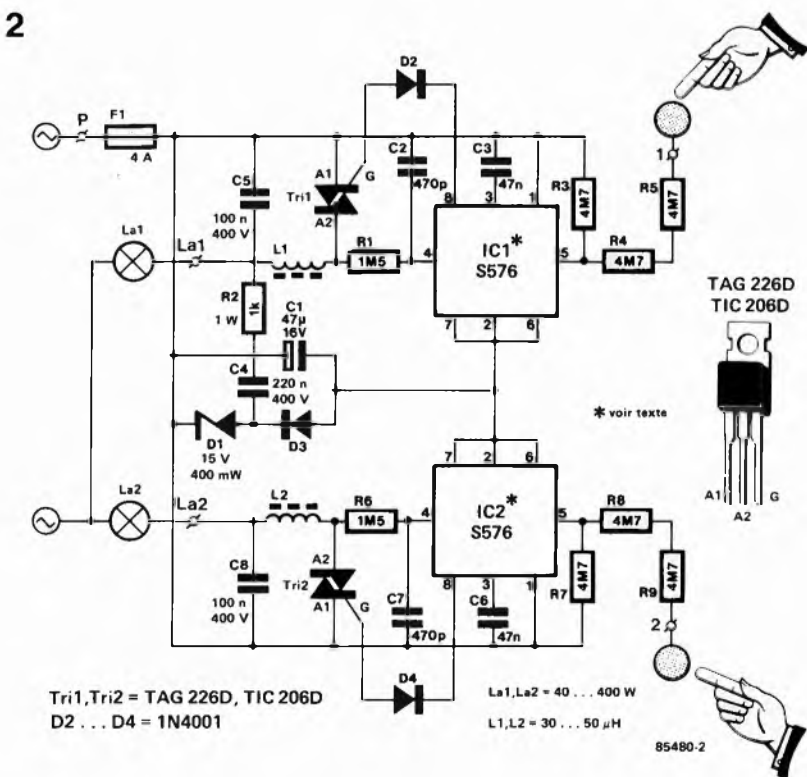 2
D2
P
F1
4 A
C5
100 n
400 V
A1
G
Tri1
A2
C2
470p
C3
47n
8
3
1
R3
4M7
1
R5
4M7
La1
La1
L1
R1
1M5
4
IC1*
S576
5
R4
4M7
7
2
6
R2
1 W
1k
C1
47µ
16V
C4
220 n
400 V
D1
15 V
400 mW
D3
* voir texte
TAG 226D
TIC 206D
A1
A2
G
La2
La2
L2
R6
1M5
4
7
2
6
IC2*
S576
5
8
3
1
R8
4M7
C8
100 n
400 V
A2
Tri2
A1
G
C7
470p
C6
47n
R7
4M7
R9
4M7
2
D4
Tri1,Tri2 = TAG 226D, TIC 206D
D2 ... D4 = 1N4001
La1,La2 = 40 ... 400 W
L1,L2 = 30 ... 50 µH
85480-2